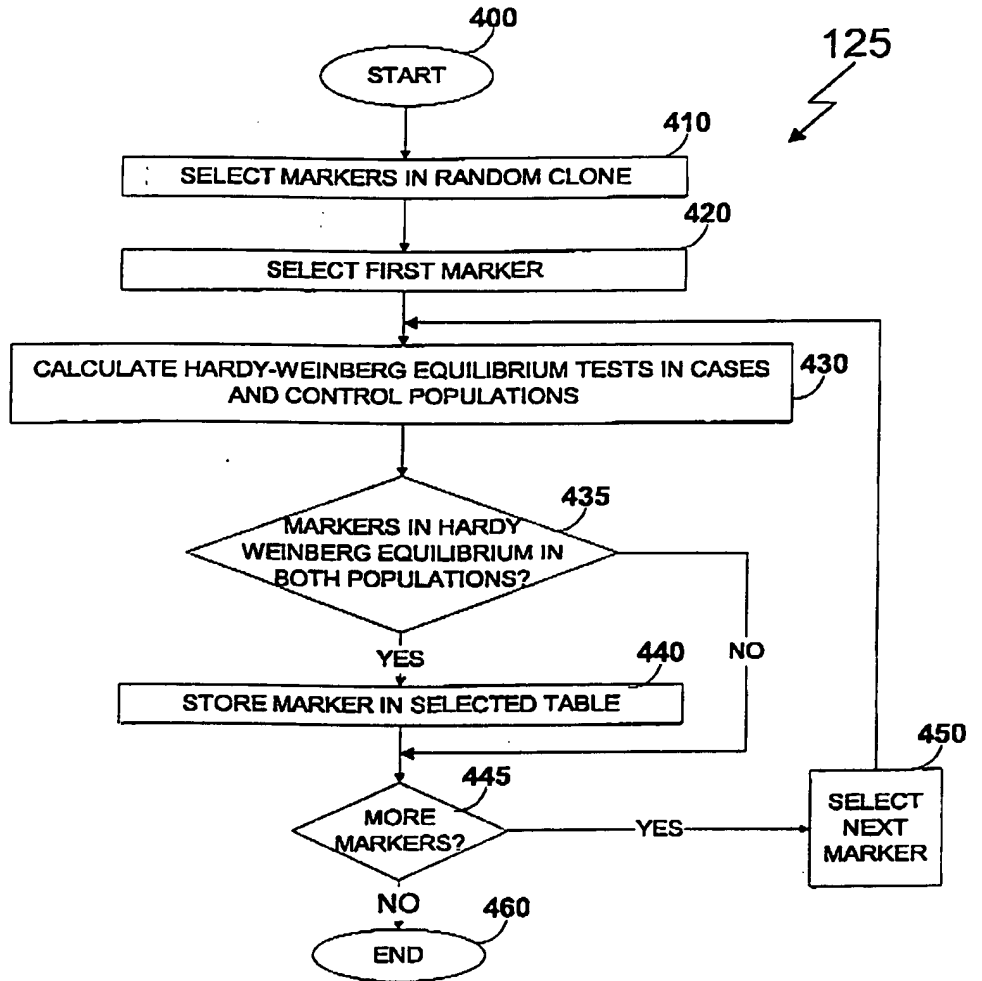 400
125
START
410
SELECT MARKERS IN RANDOM CLONE
420
SELECT FIRST MARKER
CALCULATE HARDY-WEINBERG EQUILIBRIUM TESTS IN CASES
AND CONTROL POPULATIONS
430
435
MARKERS IN HARDY
WEINBERG EQUILIBRIUM IN
BOTH POPULATIONS?
NO
YES
440
STORE MARKER IN SELECTED TABLE
450
445
MORE
MARKERS?
YES
SELECT
NEXT
MARKER
NO
460
END